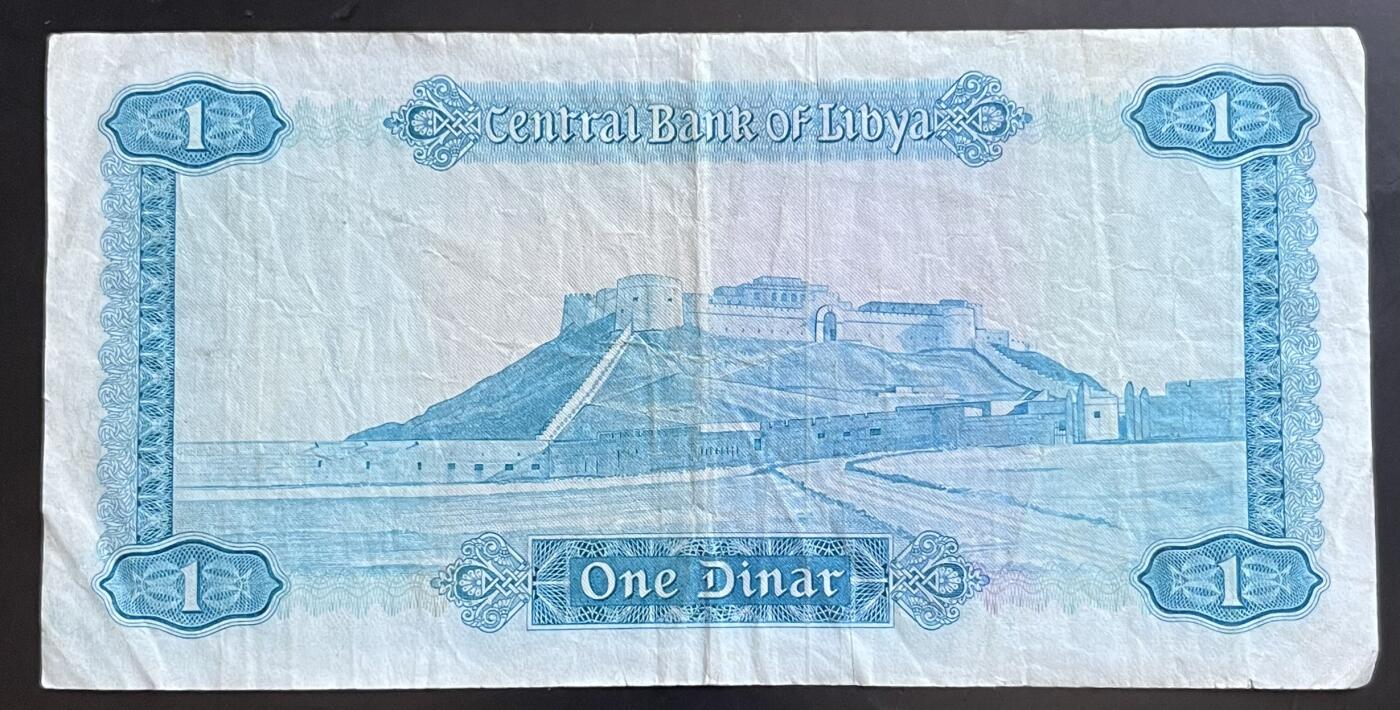 1 Central Bank of Libya 1
1 One Dinar 1